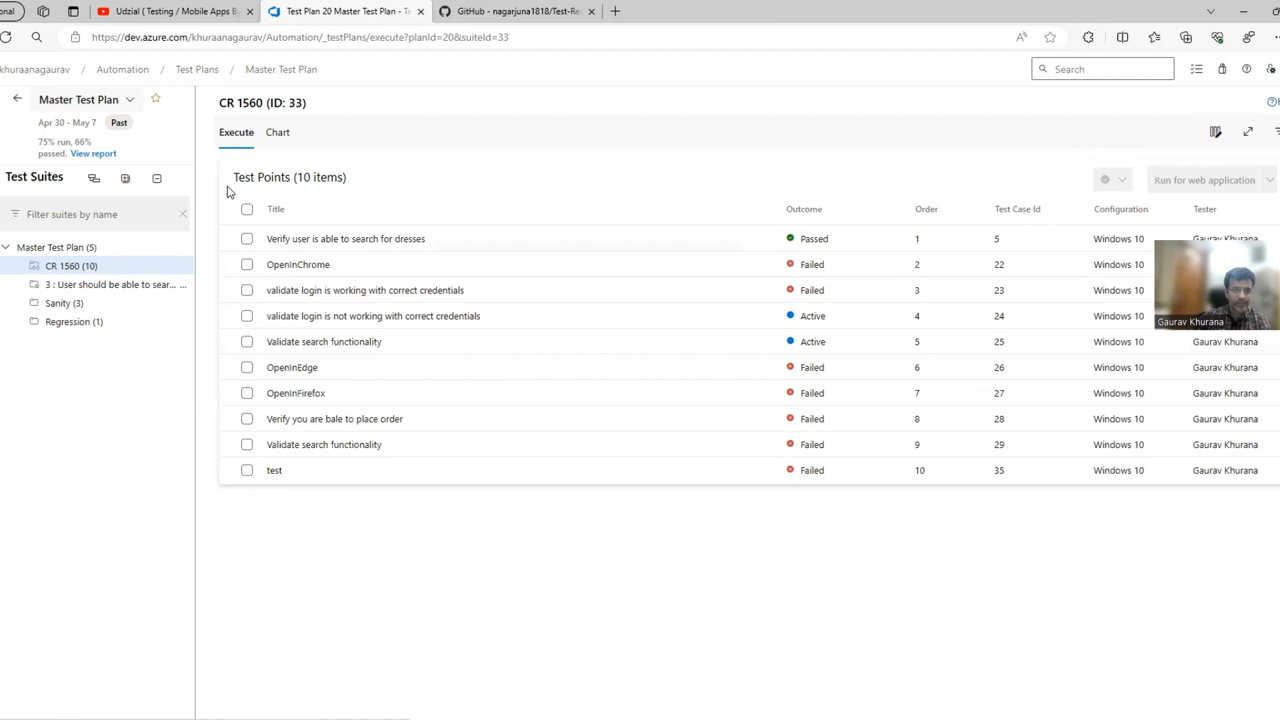 onal
Udzial ( Testing / Mobile Apps B
Test Plan 20 Master Test Plan - Te
GitHub - nagarjuna1818/Test-Re
https://dev.azure.com/khuraanagaurav/Automation/_testPlans/execute?planId=20&suiteId=33
khuraanagaurav / Automation / Test Plans / Master Test Plan
Search
Master Test Plan
Apr 30 - May 7 Past
75% run, 66%
passed. View report
Test Suites
Filter suites by name
Master Test Plan (5)
CR 1560 (10)
3 : User should be able to sear... ...
Sanity (3)
Regression (1)
CR 1560 (ID: 33)
Execute Chart
Test Points (10 items)
Run for web application
Title Outcome Order Test Case Id Configuration Tester
Verify user is able to search for dresses Passed 1 5 Windows 10 Gaurav Khurana
OpenInChrome Failed 2 22 Windows 10
validate login is working with correct credentials Failed 3 23 Windows 10
validate login is not working with correct credentials Active 4 24 Windows 10
Validate search functionality Active 5 25 Windows 10 Gaurav Khurana
OpenInEdge Failed 6 26 Windows 10 Gaurav Khurana
OpenInFirefox Failed 7 27 Windows 10 Gaurav Khurana
Verify you are bale to place order Failed 8 28 Windows 10 Gaurav Khurana
Validate search functionality Failed 9 29 Windows 10 Gaurav Khurana
test Failed 10 35 Windows 10 Gaurav Khurana
Gaurav Khurana